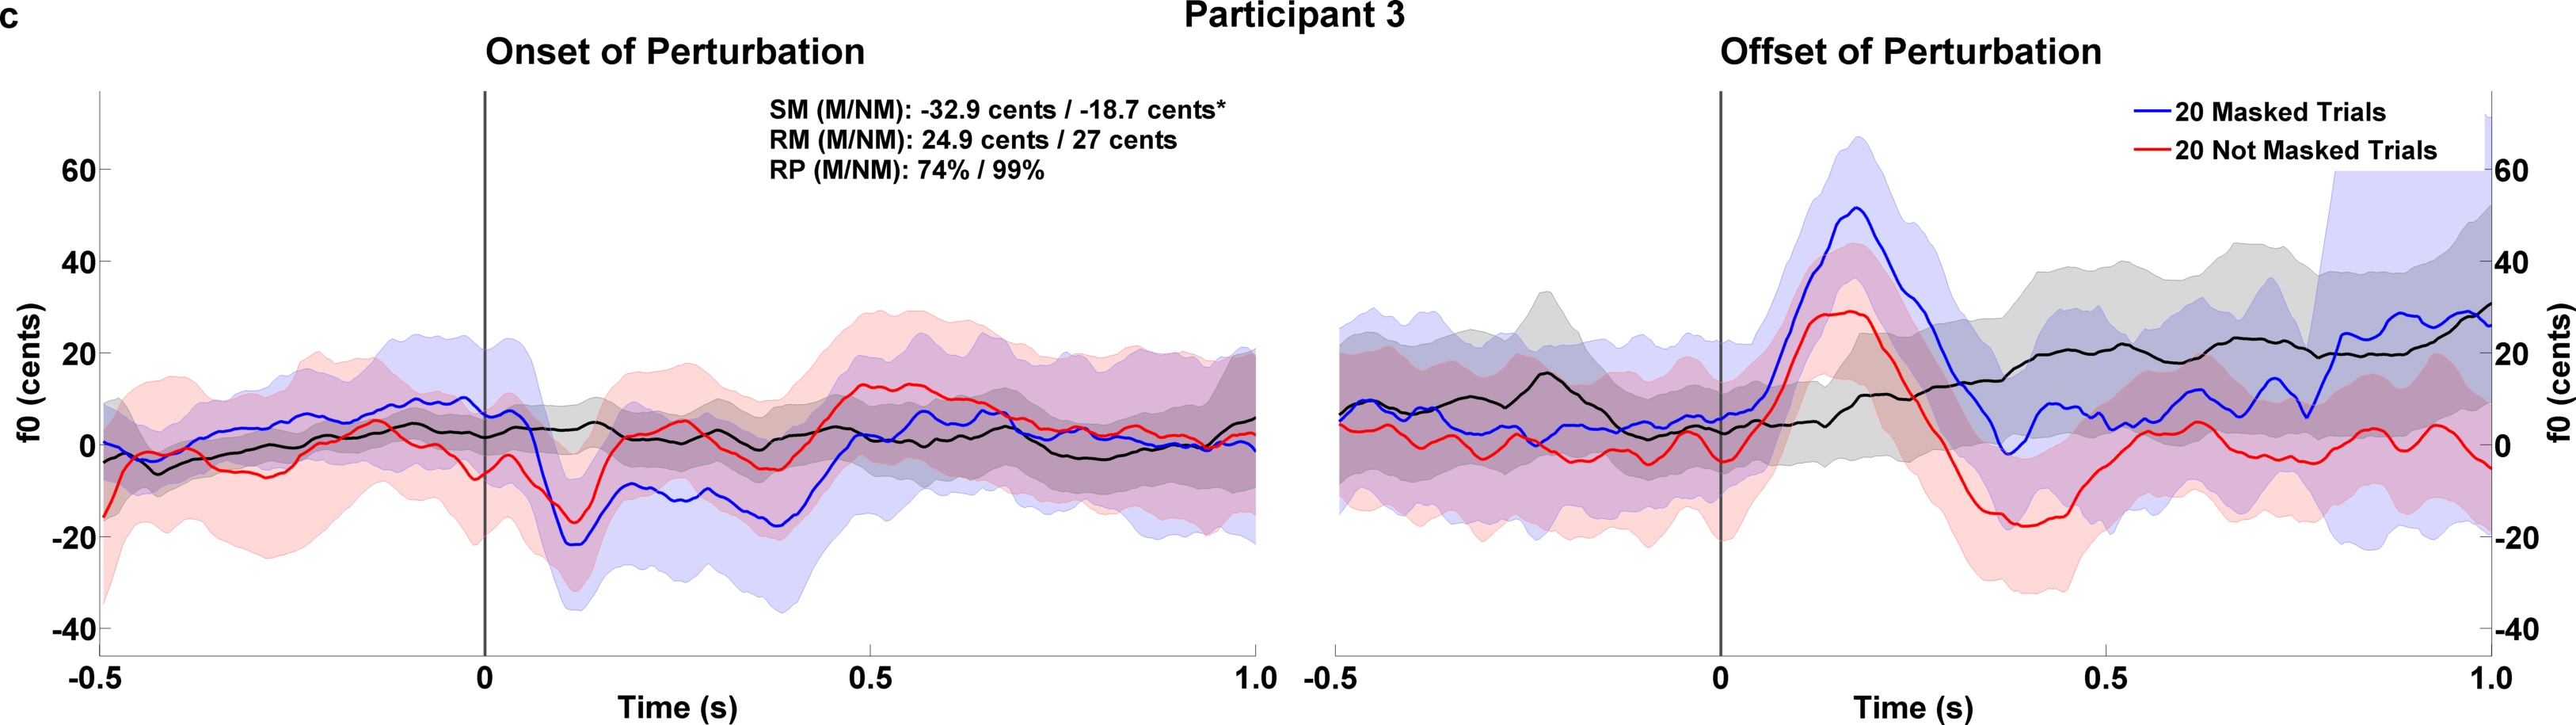 c
Participant 3
Onset of Perturbation
Offset of Perturbation
SM (M/NM): -32.9 cents / -18.7 cents*
RM (M/NM): 24.9 cents / 27 cents
RP (M/NM): 74% / 99%
20 Masked Trials
20 Not Masked Trials
f0 (cents)
60
40
20
0
-20
-40
-0.5
0
0.5
1.0
Time (s)
-0.5
0
0.5
1.0
Time (s)
60
40
20
0
-20
-40
f0 (cents)